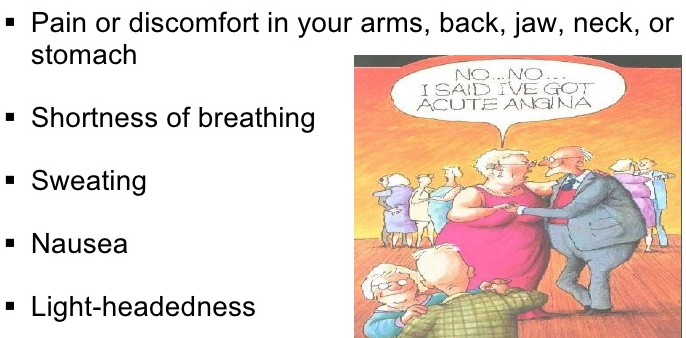 ▪ Pain or discomfort in your arms, back, jaw, neck, or
stomach
NO...NO...
I SAID I'VE GOT
ACUTE ANGINA
▪ Shortness of breathing
▪ Sweating
▪ Nausea
▪ Light-headedness